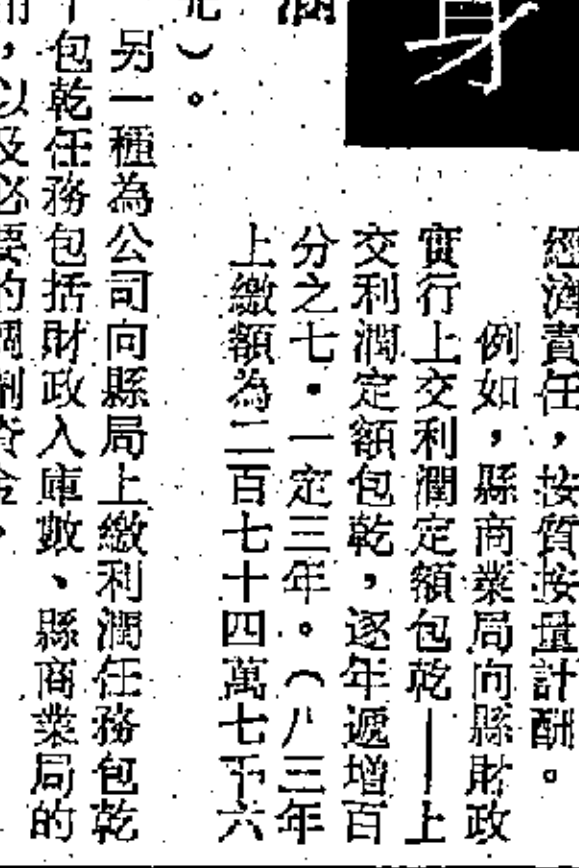 身
經濟責任，按質按量計酬。
例如，縣商業局向縣財政
實行上交利潤定額包乾——上
交利潤定額包乾，逐年遞增百
分之七．一定三年。（八三年
上繳額為二百七十四萬七千六
元）。
另一種為公司向縣局上繳利潤任務包乾
包乾任務包括財政入庫數、縣商業局的
用，以及必要的調劑資金，